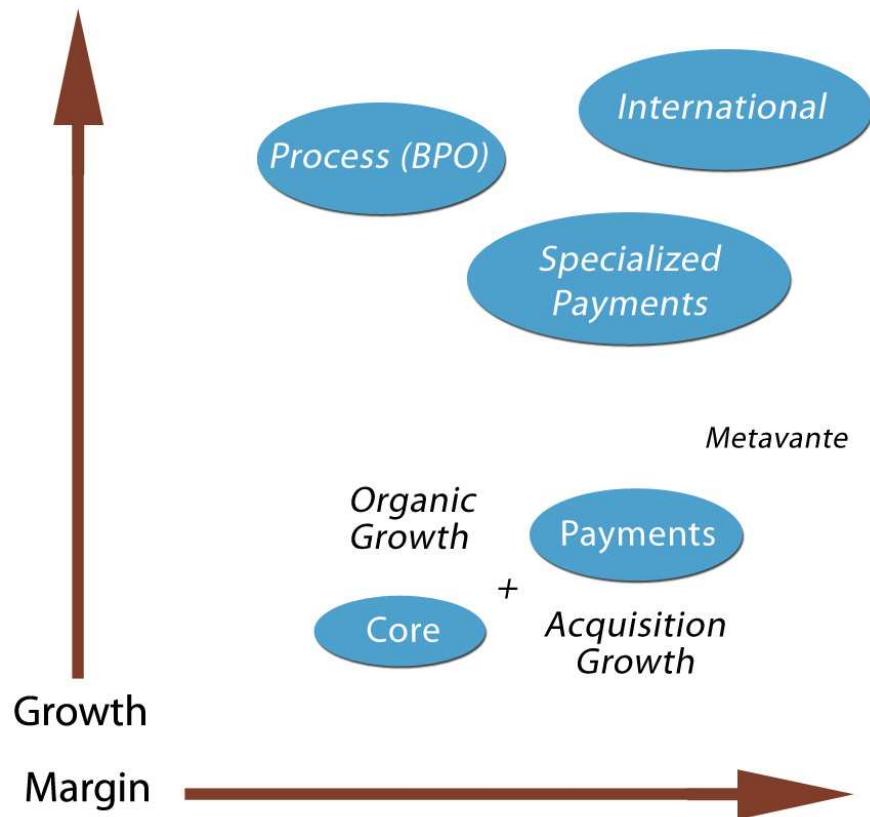 International
Process (BPO)
Specialized
Payments
Metavante
Organic
Growth
Payments
+
Core
Acquisition
Growth
Growth
Margin